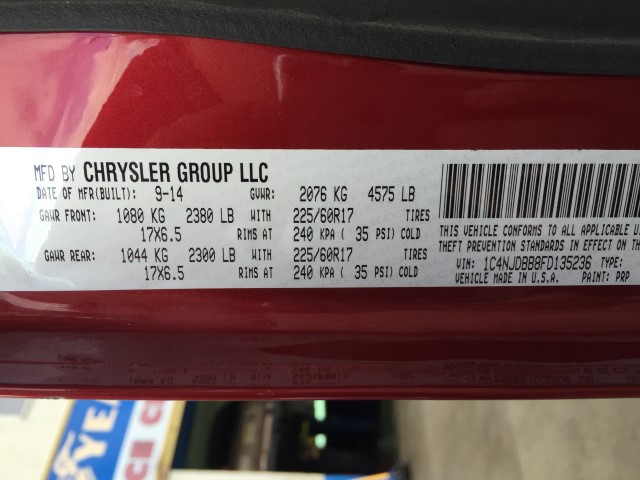 MFD BY CHRYSLER GROUP LLC
DATE OF MFR(BUILT): 9-14 GVWR: 2076 KG 4575 LB
GAWR FRONT: 1080 KG 2380 LB WITH 225/60R17 TIRES
17X6.5 RIMS AT 240 KPA ( 35 PSI) COLD
GAWR REAR: 1044 KG 2300 LB WITH 225/60R17 TIRES
17X6.5 RIMS AT 240 KPA ( 35 PSI) COLD
THIS VEHICLE CONFORMS TO ALL APPLICABLE
THEFT PREVENTION STANDARDS IN EFFECT ON THE
VIN: 1C4NJDBB8FD135236 TYPE:
VEHICLE MADE IN U.S.A. PAINT: PRP
YEA
CE C